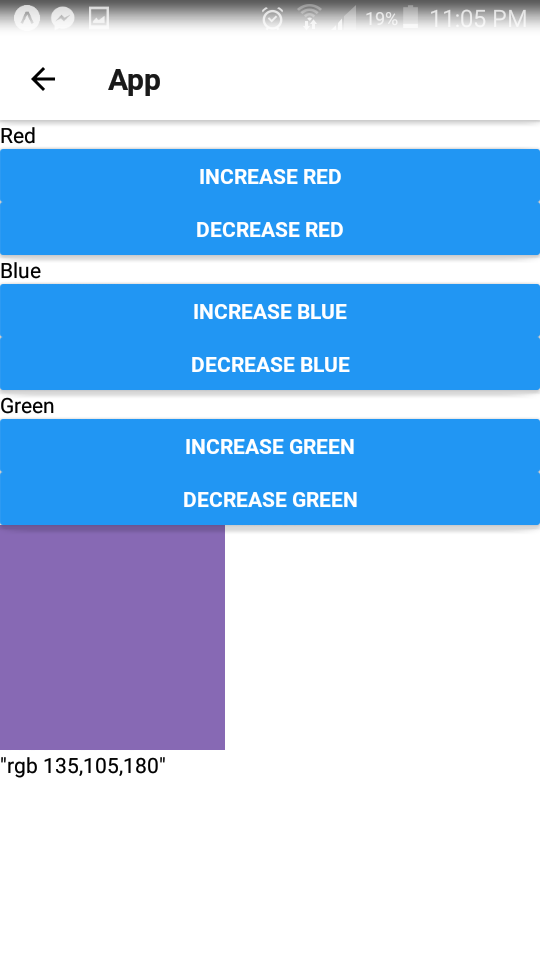 19% 11:05 PM
App
Red
INCREASE RED
DECREASE RED
Blue
INCREASE BLUE
DECREASE BLUE
Green
INCREASE GREEN
DECREASE GREEN
"rgb 135,105,180"